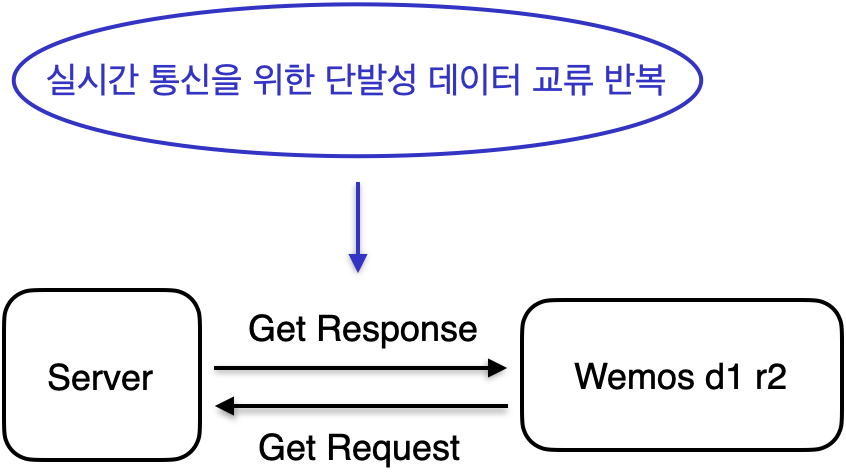 실시간 통신을 위한 단발성 데이터 교류 반복
Get Response
Server
Wemos d1 r2
Get Request